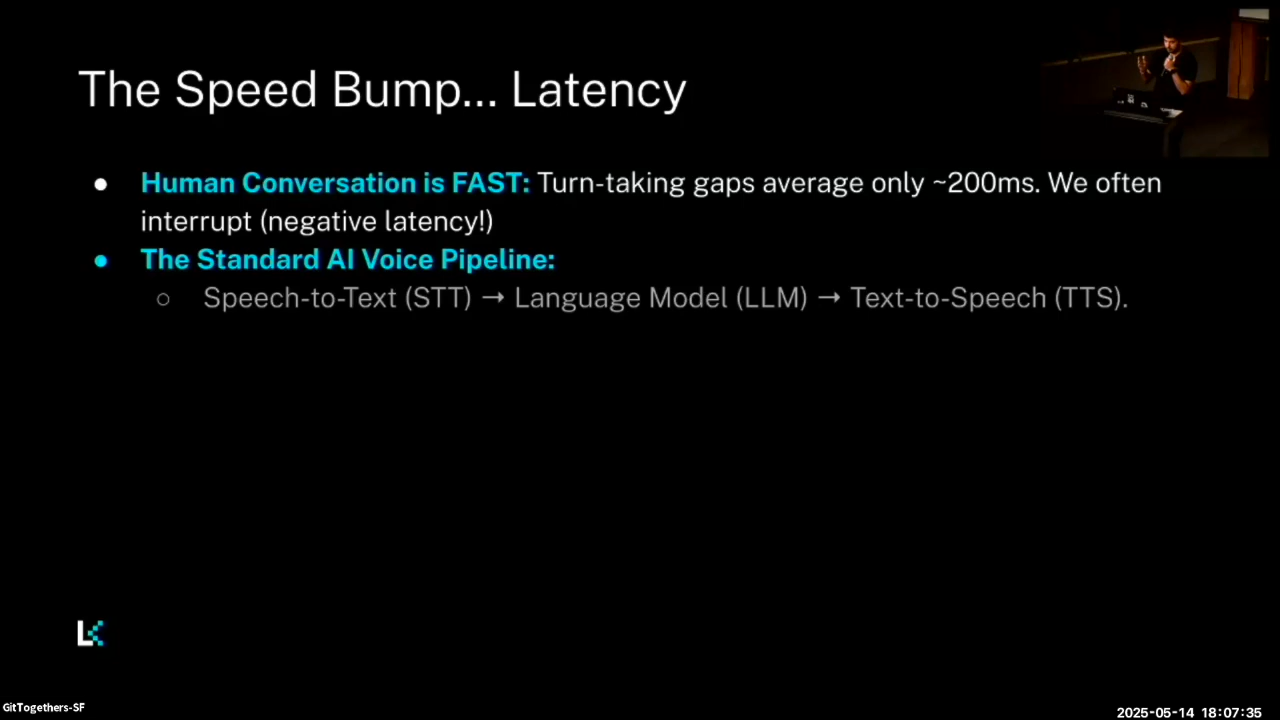 The Speed Bump... Latency
● Human Conversation is FAST: Turn-taking gaps average only ~200ms. We often
interrupt (negative latency!)
● The Standard AI Voice Pipeline:
○ Speech-to-Text (STT) → Language Model (LLM) → Text-to-Speech (TTS).
GitTogethers-SF
2025-05-14 18:07:35